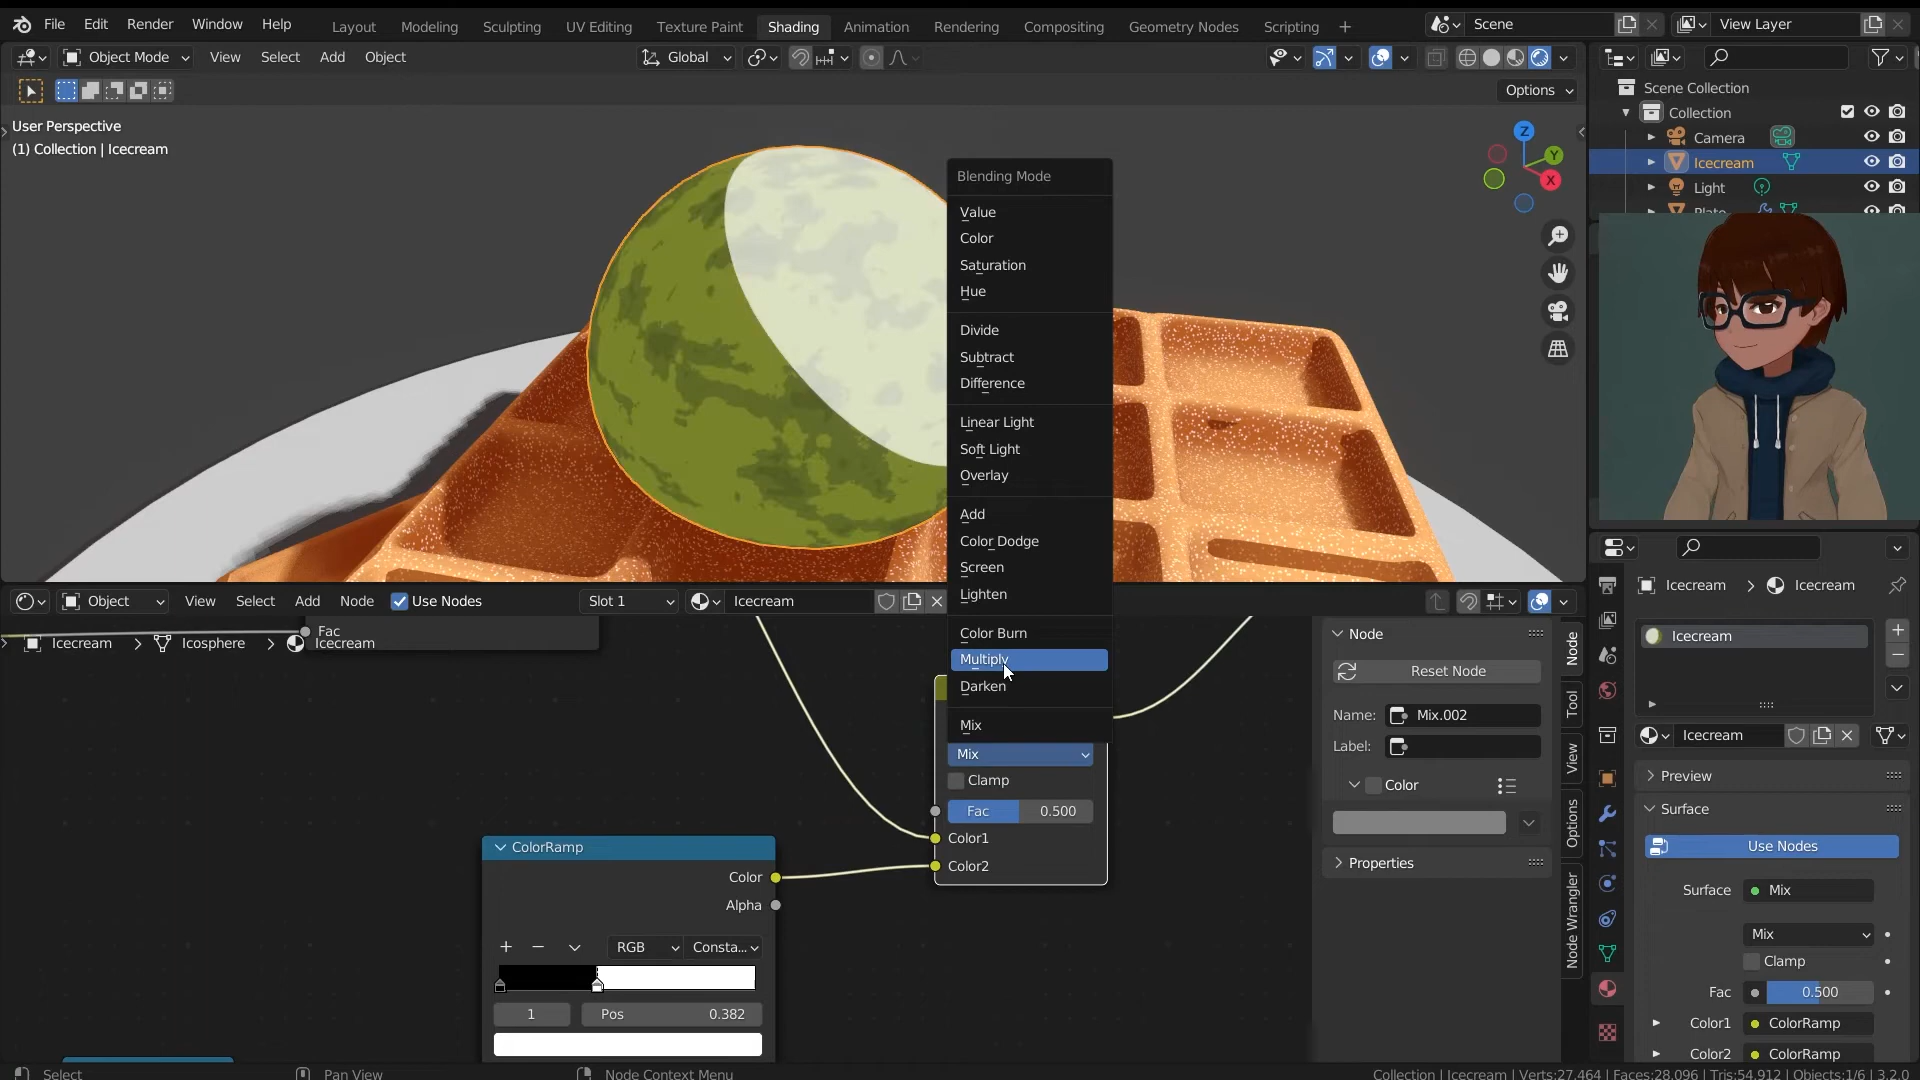 File Edit Render Window Help
Layout Modeling Sculpting UV Editing Texture Paint Shading Animation Rendering Compositing Geometry Nodes Scripting
Scene
View Layer
Object Mode View Select Add Object
Global
Options
User Perspective
(1) Collection | Icecream
Z
Y
X
Scene Collection
Collection
Camera
Icecream
Light
Plate
Blending Mode
Value
Color
Saturation
Hue
Divide
Subtract
Difference
Linear Light
Soft Light
Overlay
Add
Color Dodge
Screen
Lighten
Color Burn
Multiply
Darken
Mix
Mix
Clamp
Fac 0.500
Color1
Color2
Object View Select Add Node Use Nodes Slot 1 Icecream
Fac
Icecream > Icosphere > Icecream
ColorRamp
Color
Alpha
RGB Consta...
1 Pos 0.382
Node
Reset Node
Name: Mix.002
Label:
Color
Properties
Node
Tool
View
Options
Node Wrangler
Icecream > Icecream
Icecream
Icecream
Preview
Surface
Use Nodes
Surface Mix
Mix
Clamp
Fac 0.500
Color1 ColorRamp
Color2 ColorRamp
Select Pan View Node Context Menu
Collection | Icecream | Verts:27.464 | Faces:28.096 | Tris:54.912 | Objects:1/6 | 3.2.0